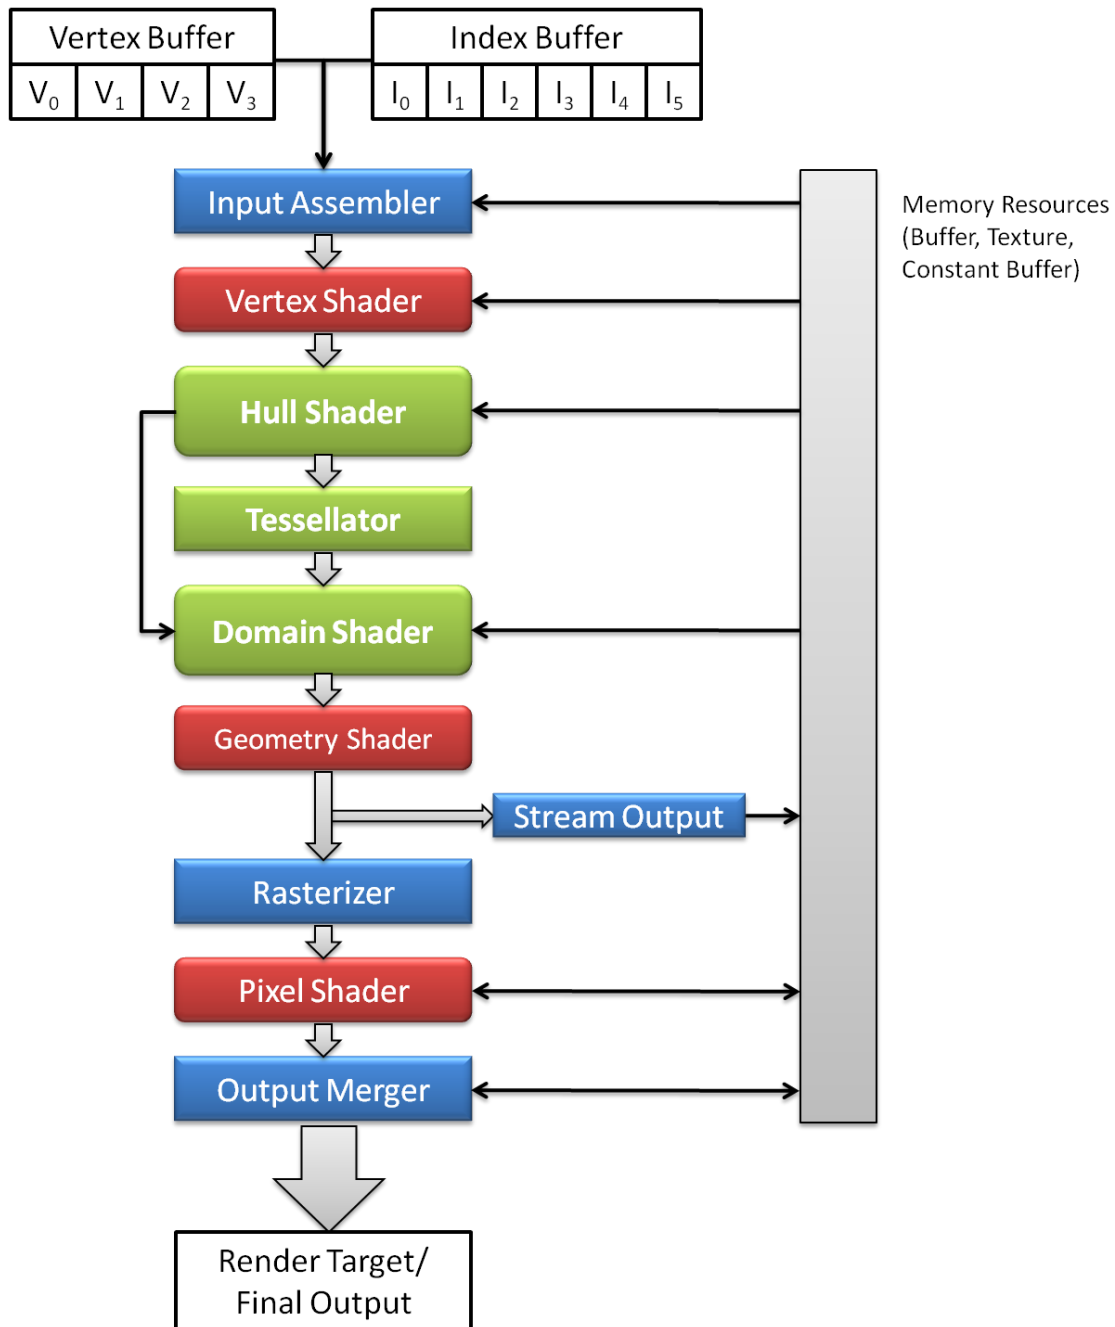 Vertex Buffer
V0 V1 V2 V3
Index Buffer
I0 I1 I2 I3 I4 I5
Input Assembler
Memory Resources
(Buffer, Texture,
Constant Buffer)
Vertex Shader
Hull Shader
Tessellator
Domain Shader
Geometry Shader
Stream Output
Rasterizer
Pixel Shader
Output Merger
Render Target/
Final Output